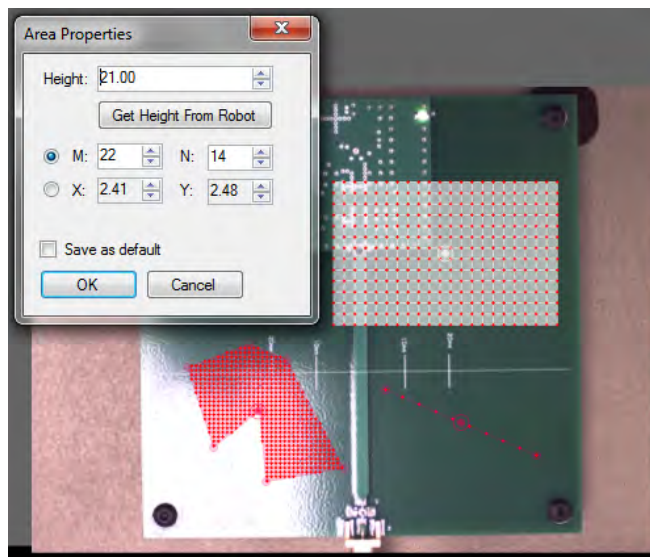 Area Properties
Height: 21.00
Get Height From Robot
M: 22 N: 14
X: 2.41 Y: 2.48
Save as default
OK Cancel